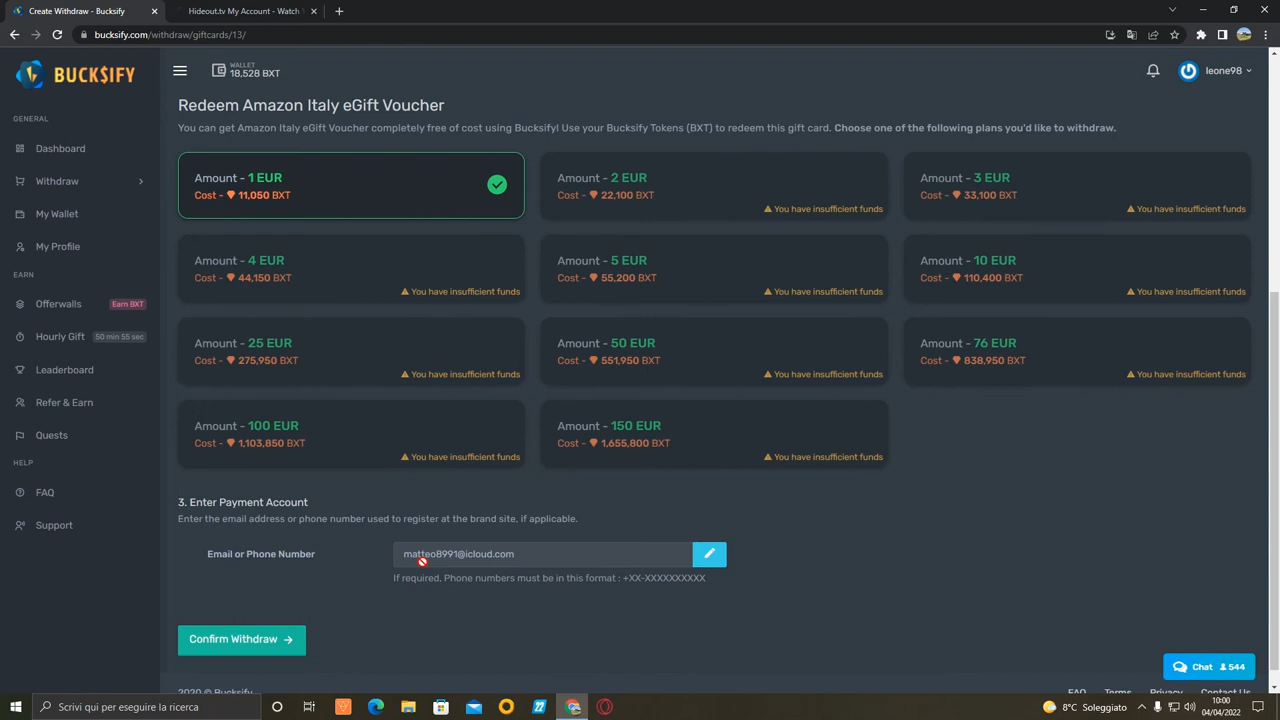 Create Withdraw - Bucksify
Hideout.tv My Account - Watch
bucksify.com/withdraw/giftcards/13/
BUCK$IFY
WALLET
18,528 BXT
leone98
GENERAL
Dashboard
Withdraw
My Wallet
My Profile
EARN
Offerwalls Earn BXT
Hourly Gift 50 min 55 sec
Leaderboard
Refer & Earn
Quests
HELP
FAQ
Support
Redeem Amazon Italy eGift Voucher
You can get Amazon Italy eGift Voucher completely free of cost using Bucksify! Use your Bucksify Tokens (BXT) to redeem this gift card. Choose one of the following plans you'd like to withdraw.
Amount - 1 EUR
Cost - 11,050 BXT
Amount - 2 EUR
Cost - 22,100 BXT
You have insufficient funds
Amount - 3 EUR
Cost - 33,100 BXT
You have insufficient funds
Amount - 4 EUR
Cost - 44,150 BXT
You have insufficient funds
Amount - 5 EUR
Cost - 55,200 BXT
You have insufficient funds
Amount - 10 EUR
Cost - 110,400 BXT
You have insufficient funds
Amount - 25 EUR
Cost - 275,950 BXT
You have insufficient funds
Amount - 50 EUR
Cost - 551,950 BXT
You have insufficient funds
Amount - 76 EUR
Cost - 838,950 BXT
You have insufficient funds
Amount - 100 EUR
Cost - 1,103,850 BXT
You have insufficient funds
Amount - 150 EUR
Cost - 1,655,800 BXT
You have insufficient funds
3. Enter Payment Account
Enter the email address or phone number used to register at the brand site, if applicable.
Email or Phone Number
matteo8991@icloud.com
If required, Phone numbers must be in this format : +XX-XXXXXXXXXX
Confirm Withdraw
Chat 544
2020 © Bucksify
FAQ Terms Privacy Contact Us
Scrivi qui per eseguire la ricerca
8°C Soleggiato
10:00
04/04/2022